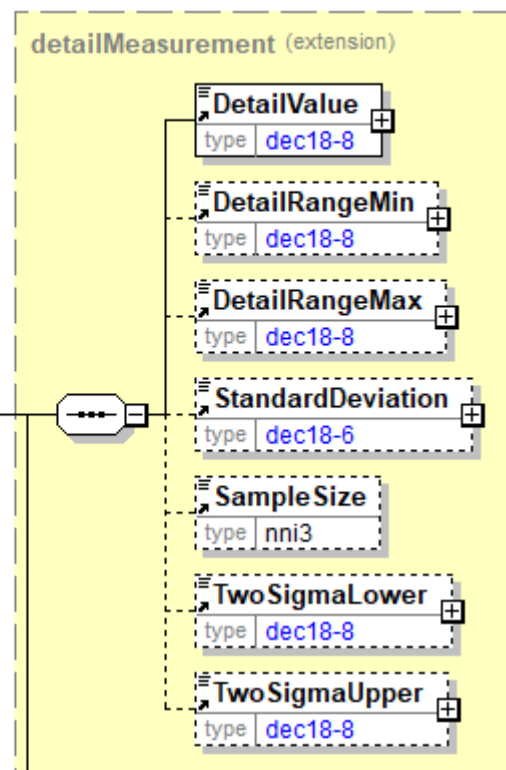 detailMeasurement (extension)
DetailValue
type dec18-8
DetailRangeMin
type dec18-8
DetailRangeMax
type dec18-8
StandardDeviation
type dec18-6
SampleSize
type nni3
TwoSigmaLower
type dec18-8
TwoSigmaUpper
type dec18-8